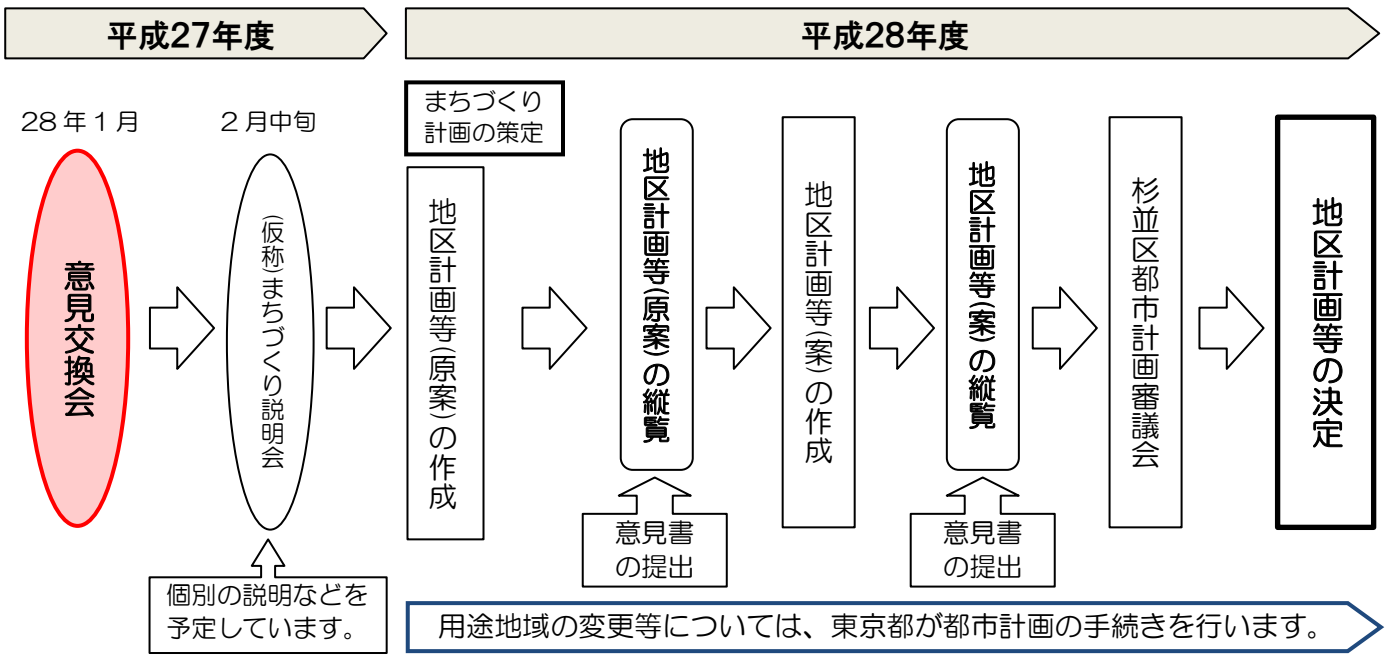 平成27年度
平成28年度
28年1月
2月中旬
まちづくり
計画の策定
意見交換会
(仮称)まちづくり説明会
地区計画等(原案)の作成
地区計画等(原案)の縦覧
地区計画等(案)の作成
地区計画等(案)の縦覧
杉並区都市計画審議会
地区計画等の決定
個別の説明などを
予定しています。
意見書
の提出
意見書
の提出
用途地域の変更等については、東京都が都市計画の手続きを行います。